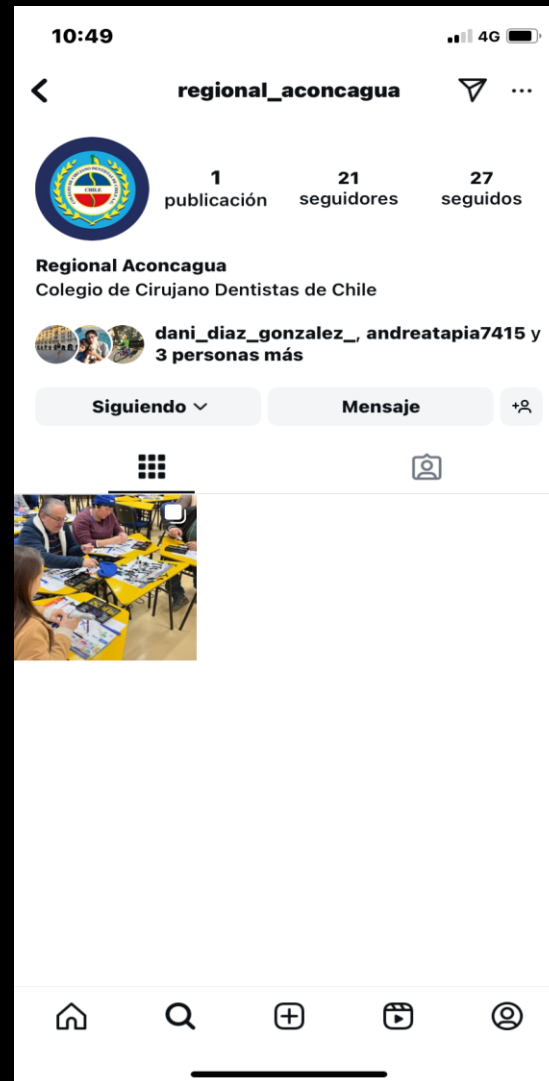 10:49
4G
regional_aconcagua
1
publicación
21
seguidores
27
seguidos
Regional Aconcagua
Colegio de Cirujano Dentistas de Chile
dani_diaz_gonzalez_, andreatapia7415 y
3 personas más
Siguiendo
Mensaje
CHILE